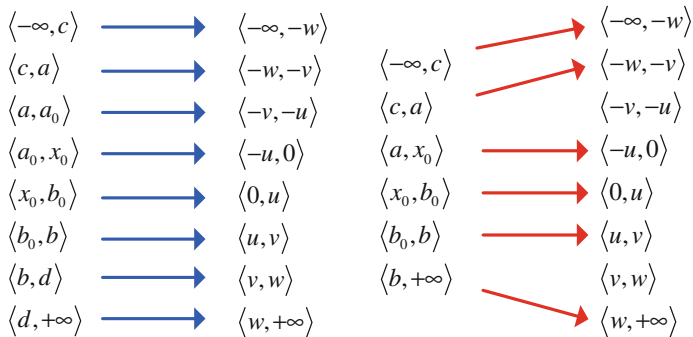 ⟨−∞, c⟩ ⟨−∞, −w⟩
⟨c, a⟩ ⟨−w, −v⟩
⟨a, a₀⟩ ⟨−v, −u⟩
⟨a₀, x₀⟩ ⟨−u, 0⟩
⟨x₀, b₀⟩ ⟨0, u⟩
⟨b₀, b⟩ ⟨u, v⟩
⟨b, d⟩ ⟨v, w⟩
⟨d, +∞⟩ ⟨w, +∞⟩
⟨−∞, −w⟩
⟨−∞, c⟩ ⟨−w, −v⟩
⟨c, a⟩ ⟨−v, −u⟩
⟨a, x₀⟩ ⟨−u, 0⟩
⟨x₀, b₀⟩ ⟨0, u⟩
⟨b₀, b⟩ ⟨u, v⟩
⟨b, +∞⟩ ⟨v, w⟩
⟨w, +∞⟩